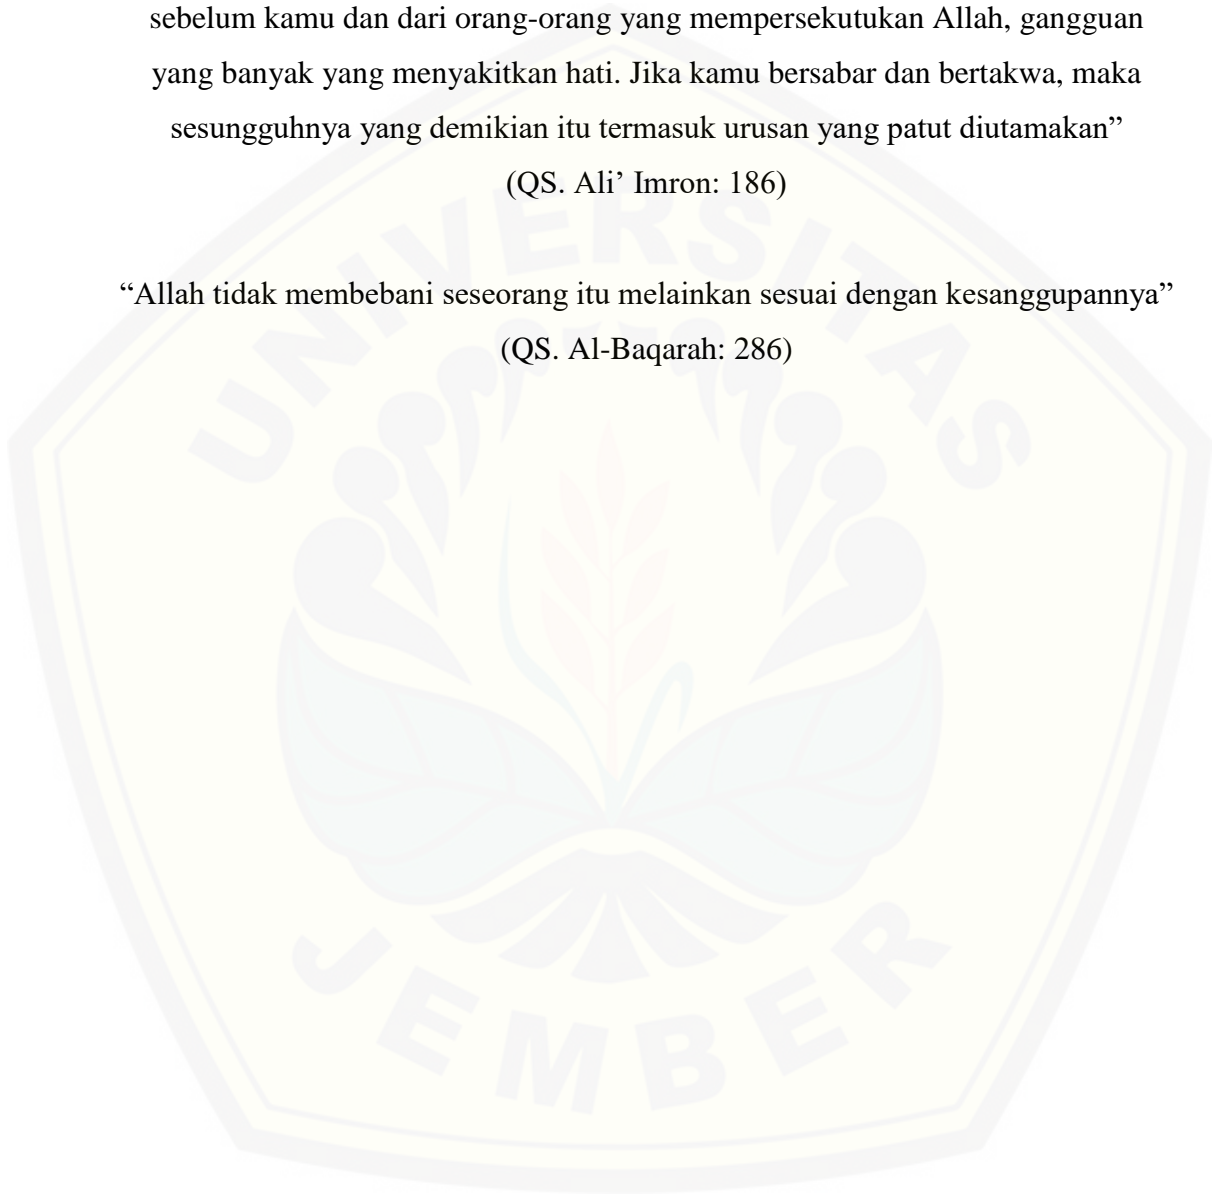 sebelum kamu dan dari orang-orang yang mempersekutukan Allah, gangguan
yang banyak yang menyakitkan hati. Jika kamu bersabar dan bertakwa, maka
sesungguhnya yang demikian itu termasuk urusan yang patut diutamakan”
(QS. Ali’ Imron: 186)
“Allah tidak membebani seseorang itu melainkan sesuai dengan kesanggupannya”
(QS. Al-Baqarah: 286)
UNIVERSITAS
JEMBER